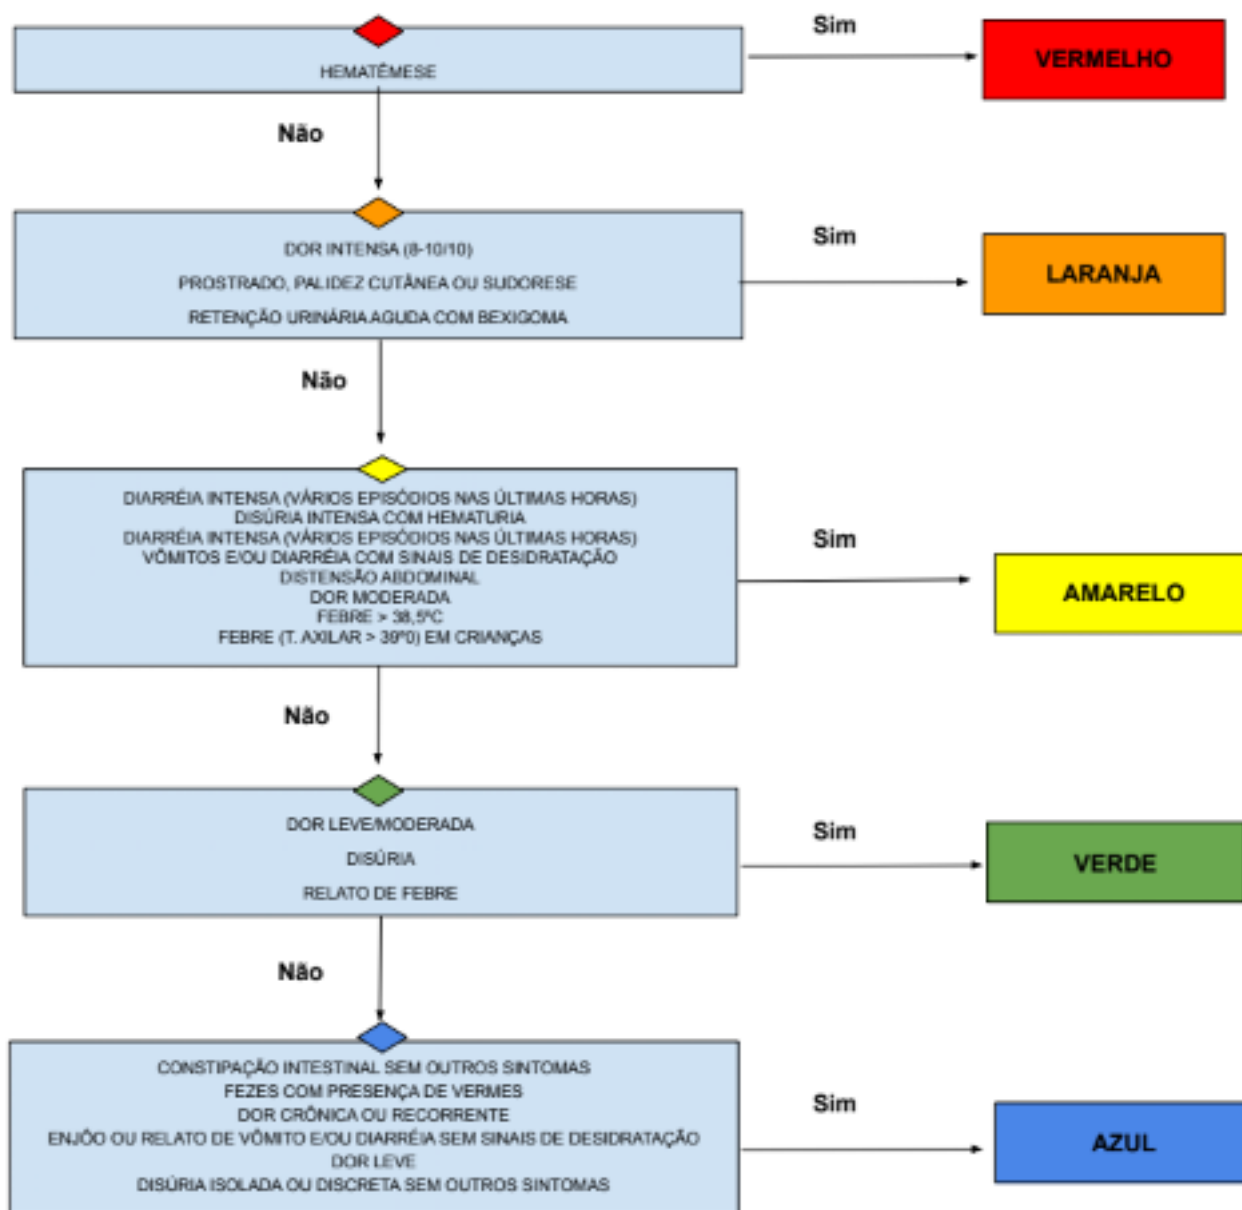 HEMATÊMESE
Sim
VERMELHO
Não
DOR INTENSA (8-10/10)
PROSTRADO, PALIDEZ CUTÂNEA OU SUDORESE
RETENÇÃO URINÁRIA AGUDA COM BEXIGOMA
Sim
LARANJA
Não
DIARRÉIA INTENSA (VÁRIOS EPISÓDIOS NAS ÚLTIMAS HORAS)
DISÚRIA INTENSA COM HEMATURIA
DIARRÉIA INTENSA (VÁRIOS EPISÓDIOS NAS ÚLTIMAS HORAS)
VÔMITOS E/OU DIARRÉIA COM SINAIS DE DESIDRATAÇÃO
DISTENSÃO ABDOMINAL
DOR MODERADA
FEBRE > 38,5ºC
FEBRE (T. AXILAR > 39º0) EM CRIANÇAS
Sim
AMARELO
Não
DOR LEVE/MODERADA
DISÚRIA
RELATO DE FEBRE
Sim
VERDE
Não
CONSTIPAÇÃO INTESTINAL SEM OUTROS SINTOMAS
FEZES COM PRESENÇA DE VERMES
DOR CRÔNICA OU RECORRENTE
ENJÔO OU RELATO DE VÔMITO E/OU DIARRÉIA SEM SINAIS DE DESIDRATAÇÃO
DOR LEVE
DISÚRIA ISOLADA OU DISCRETA SEM OUTROS SINTOMAS
Sim
AZUL